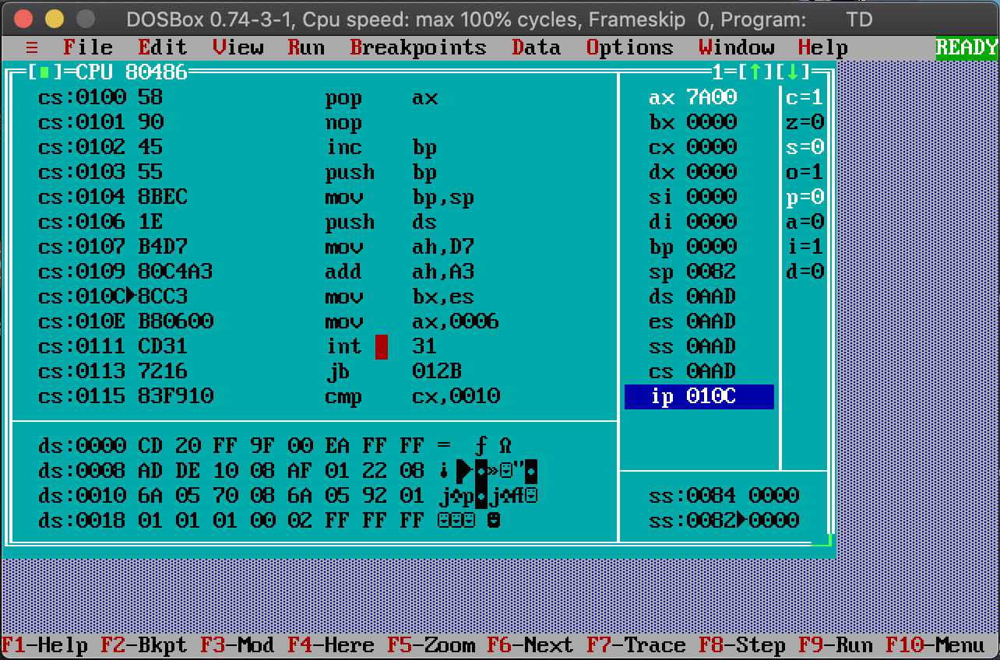 DOSBox 0.74-3-1, Cpu speed: max 100% cycles, Frameskip 0, Program: TD
≡ File Edit View Run Breakpoints Data Options Window Help READY
[■]=CPU 80486 1=[↑][↓]
cs:0100 58 pop ax ax 7A00 c=1
cs:0101 90 nop bx 0000 z=0
cs:0102 45 inc bp cx 0000 s=0
cs:0103 55 push bp dx 0000 o=1
cs:0104 8BEC mov bp,sp si 0000 p=0
cs:0106 1E push ds di 0000 a=0
cs:0107 B4D7 mov ah,D7 bp 0000 i=1
cs:0109 80C4A3 add ah,A3 sp 0082 d=0
cs:010C►8CC3 mov bx,es ds 0AAD
cs:010E B80600 mov ax,0006 es 0AAD
cs:0111 CD31 int 31 ss 0AAD
cs:0113 7216 jb 012B cs 0AAD
cs:0115 83F910 cmp cx,0010 ip 010C
ds:0000 CD 20 FF 9F 00 EA FF FF = ƒ Ω
ds:0008 AD DE 10 08 AF 01 22 08 ¡ ►◘»☺"◘
ds:0010 6A 05 70 08 6A 05 92 01 j♣p◘j♣Æ☺ ss:0084 0000
ds:0018 01 01 01 00 02 FF FF FF ☺☺☺ ☻ ss:0082►0000
F1-Help F2-Bkpt F3-Mod F4-Here F5-Zoom F6-Next F7-Trace F8-Step F9-Run F10-Menu